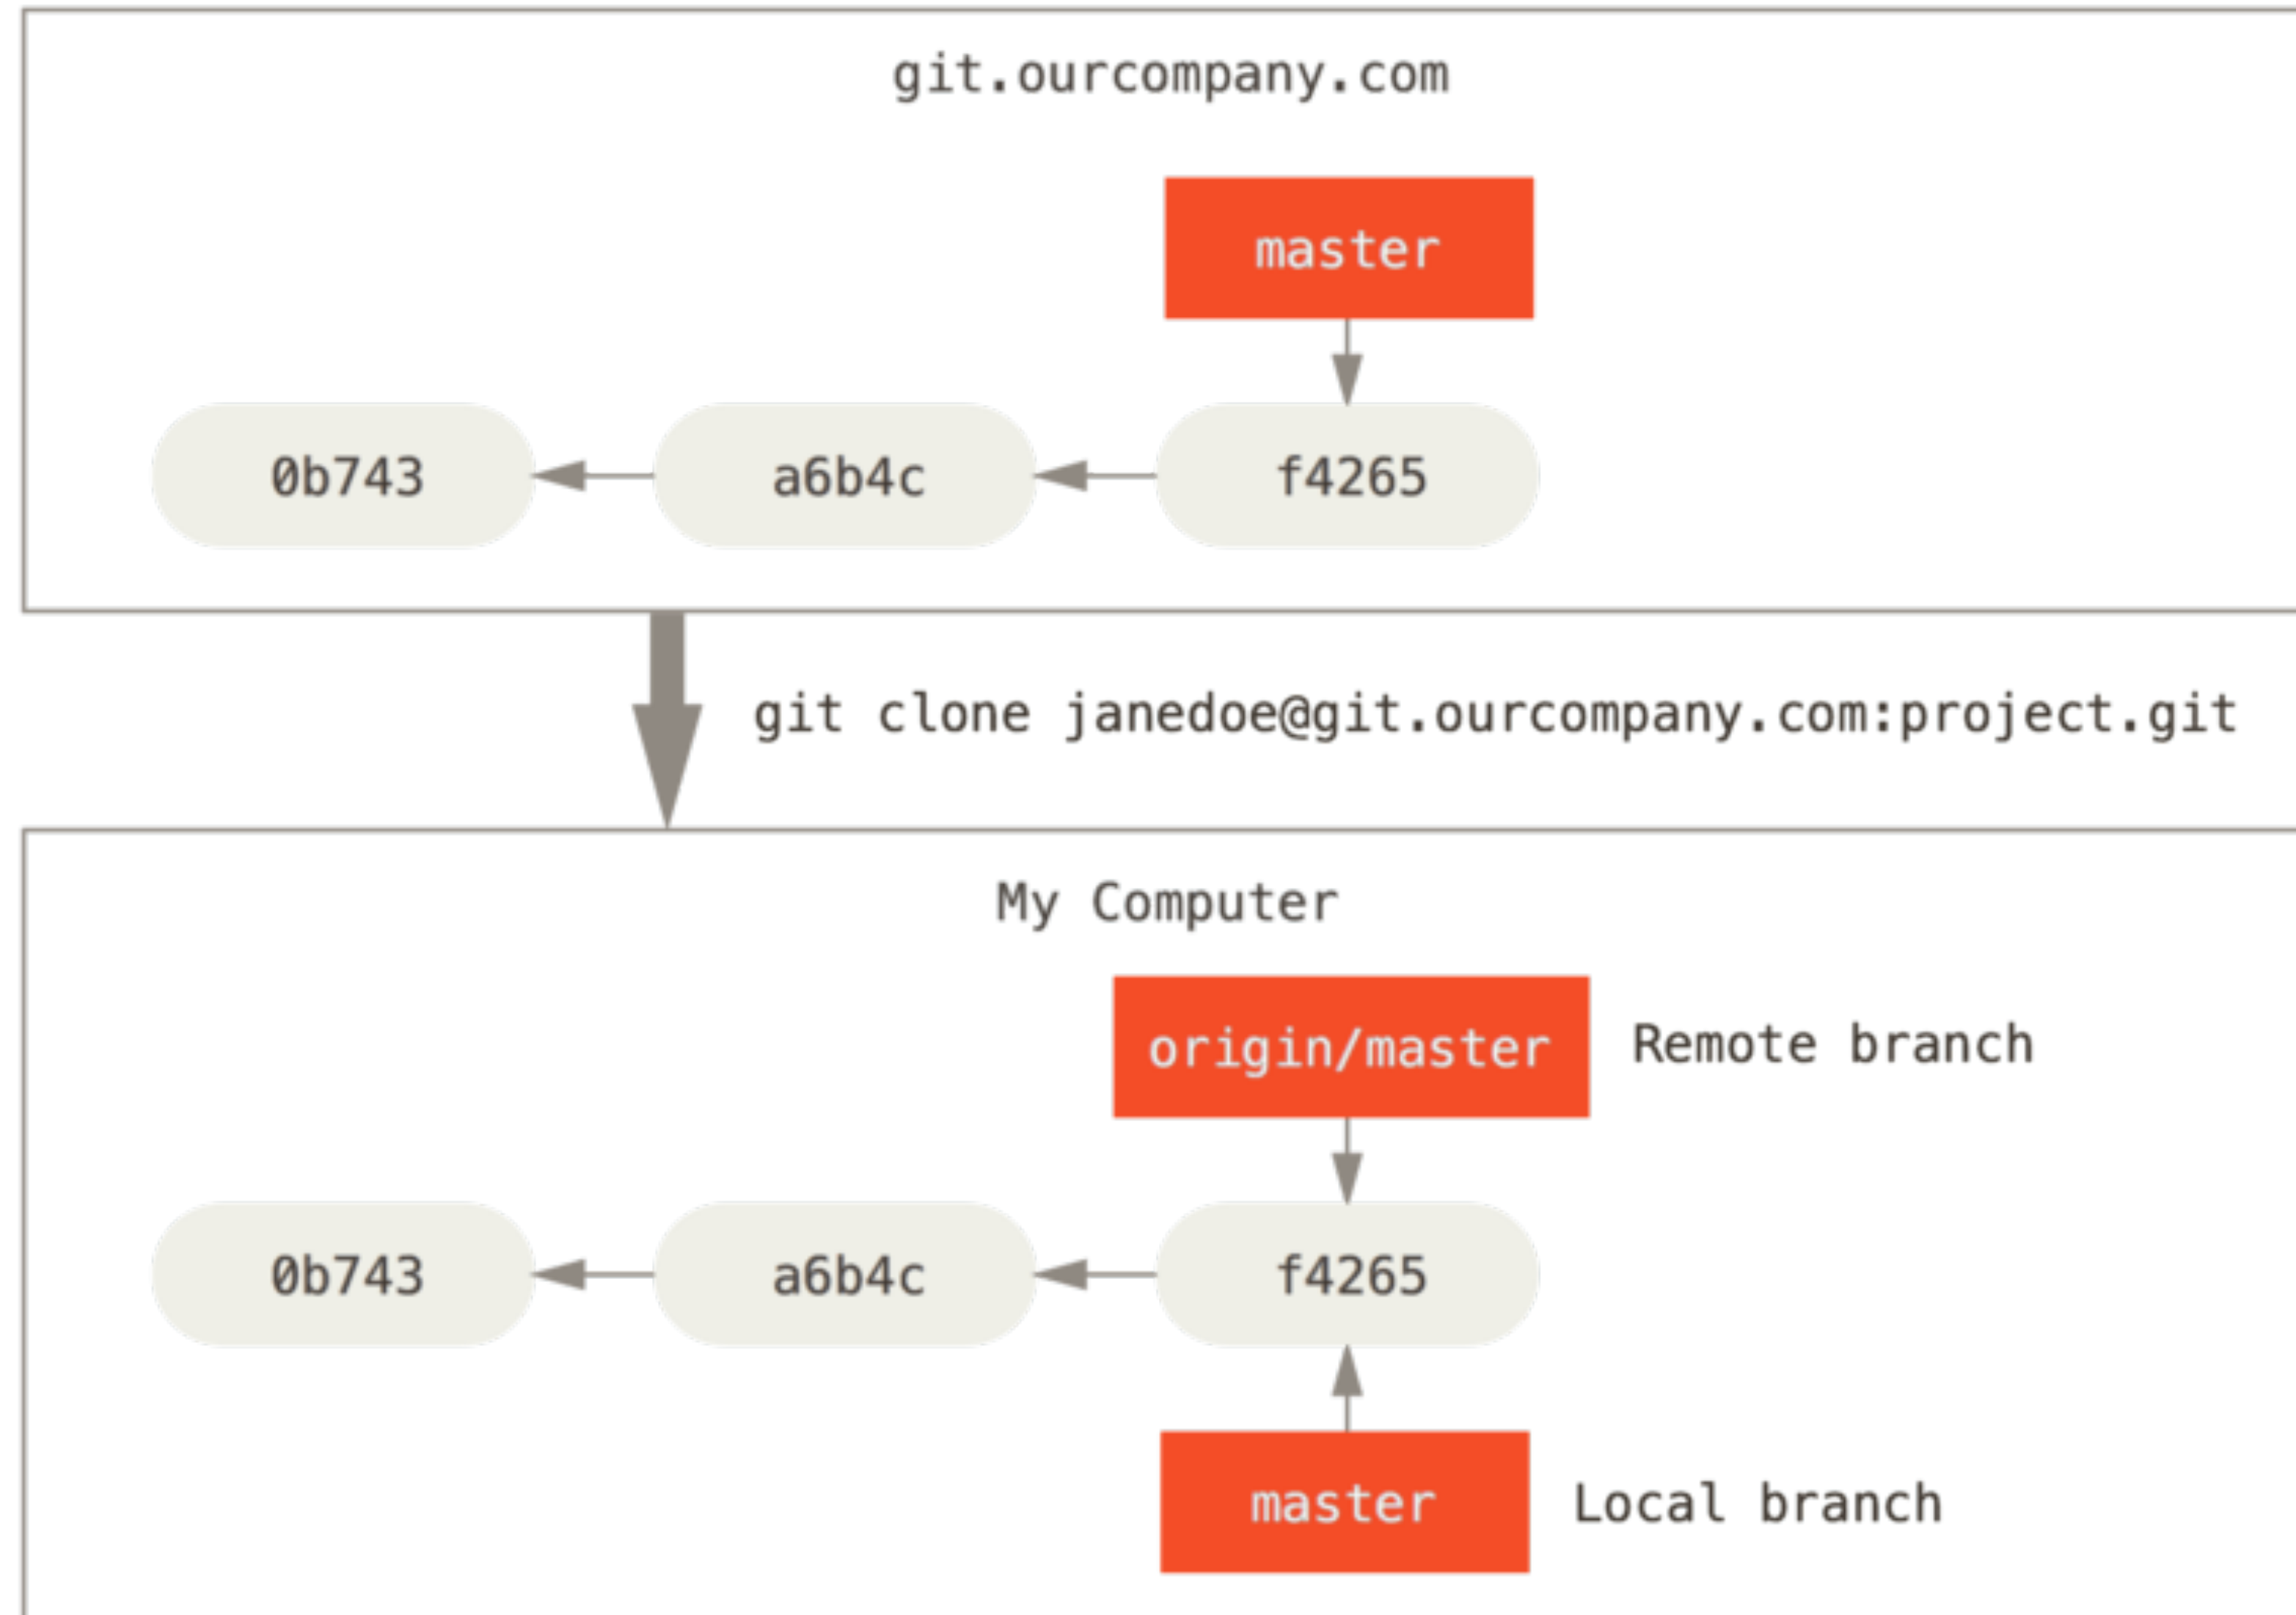 git.ourcompany.com
master
0b743 a6b4c f4265
git clone janedoe@git.ourcompany.com:project.git
My Computer
origin/master Remote branch
0b743 a6b4c f4265
master Local branch